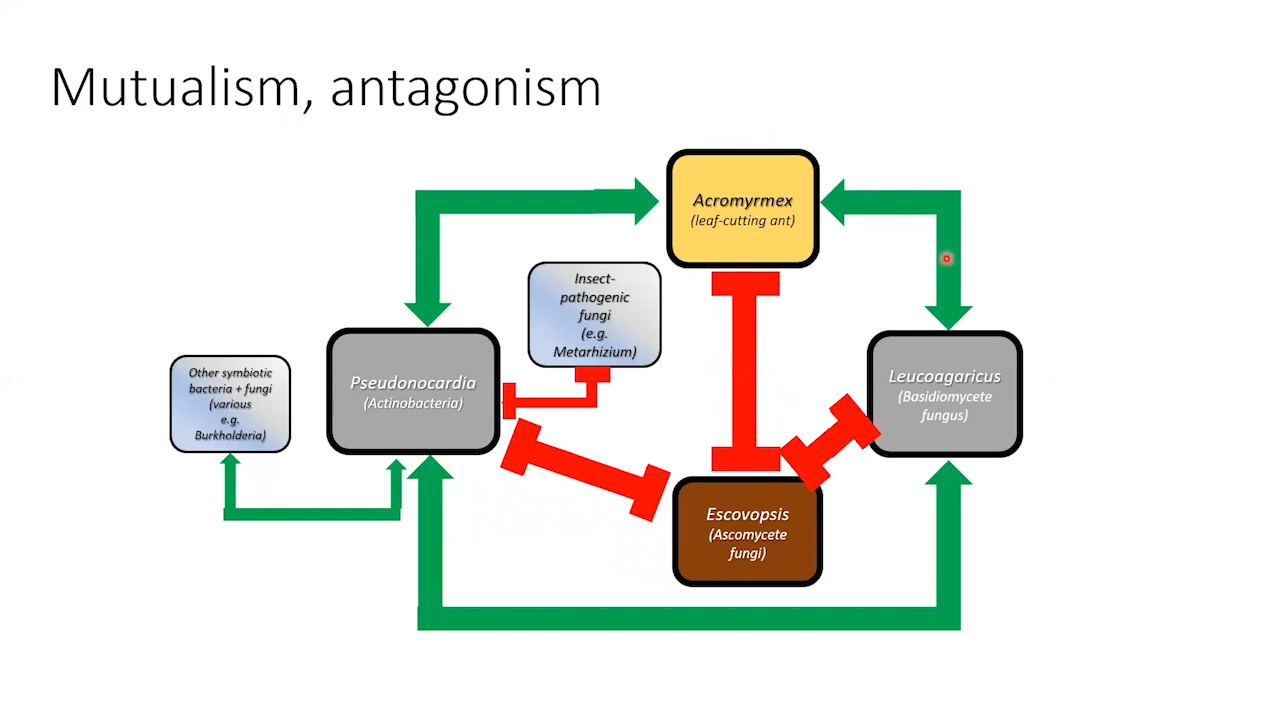 Mutualism, antagonism
Acromyrmex
(leaf-cutting ant)
Insect-
pathogenic
fungi
(e.g.
Metarhizium)
Other symbiotic
bacteria + fungi
(various
e.g.
Burkholderia)
Pseudonocardia
(Actinobacteria)
Leucoagaricus
(Basidiomycete
fungus)
Escovopsis
(Ascomycete
fungi)